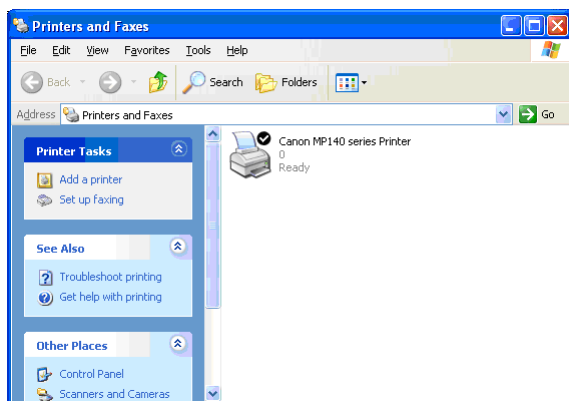 Printers and Faxes
File Edit View Favorites Tools Help
Back Search Folders
Address Printers and Faxes Go
Printer Tasks
Add a printer
Set up faxing
See Also
Troubleshoot printing
Get help with printing
Other Places
Control Panel
Scanners and Cameras
Canon MP140 series Printer
0
Ready